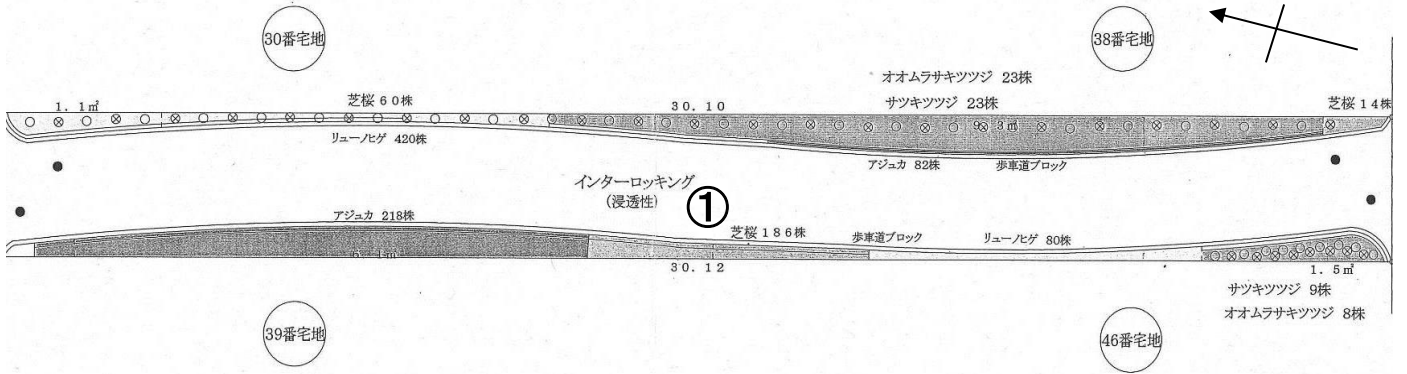 30番宅地
38番宅地
オオムラサキツツジ 23株
1.1㎡
芝桜 60株
30.10
サツキツツジ 23株
芝桜 14株
リューノヒゲ 420株
9.3㎡
アジュカ 82株
歩車道ブロック
インターロッキング
(浸透性)
①
アジュカ 218株
芝桜 186株
歩車道ブロック
リューノヒゲ 80株
30.12
1.5㎡
サツキツツジ 9株
オオムラサキツツジ 8株
39番宅地
46番宅地